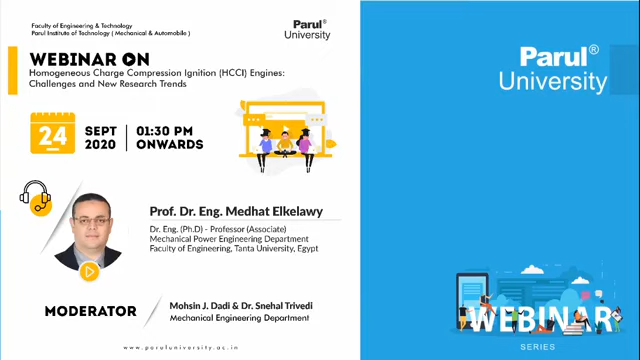 Faculty of Engineering & Technology
Parul Institute of Technology ( Mechanical & Automobile )
Parul®
University
WEBINAR ON
Homogeneous Charge Compression Ignition (HCCI) Engines:
Challenges and New Research Trends
24
SEPT
2020
01:30 PM
ONWARDS
Prof. Dr. Eng. Medhat Elkelawy
Dr. Eng. (Ph.D) - Professor (Associate)
Mechanical Power Engineering Department
Faculty of Engineering, Tanta University, Egypt
MODERATOR
Mohsin J. Dadi & Dr. Snehal Trivedi
Mechanical Engineering Department
www.paruluniversity.ac.in
Parul®
University
WEBINAR
SERIES